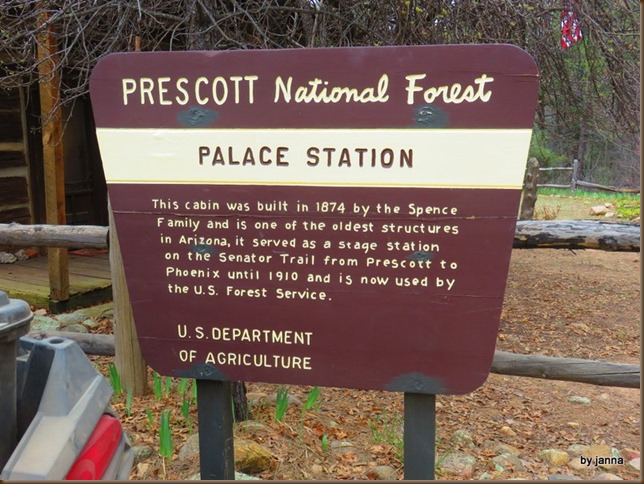 PRESCOTT National Forest
PALACE STATION
This cabin was built in 1874 by the Spence
Family and is one of the oldest structures
in Arizona, it served as a stage station
on the Senator Trail from Prescott to
Phoenix until 1910 and is now used by
the U.S. Forest Service.
U.S. DEPARTMENT
OF AGRICULTURE
by janna